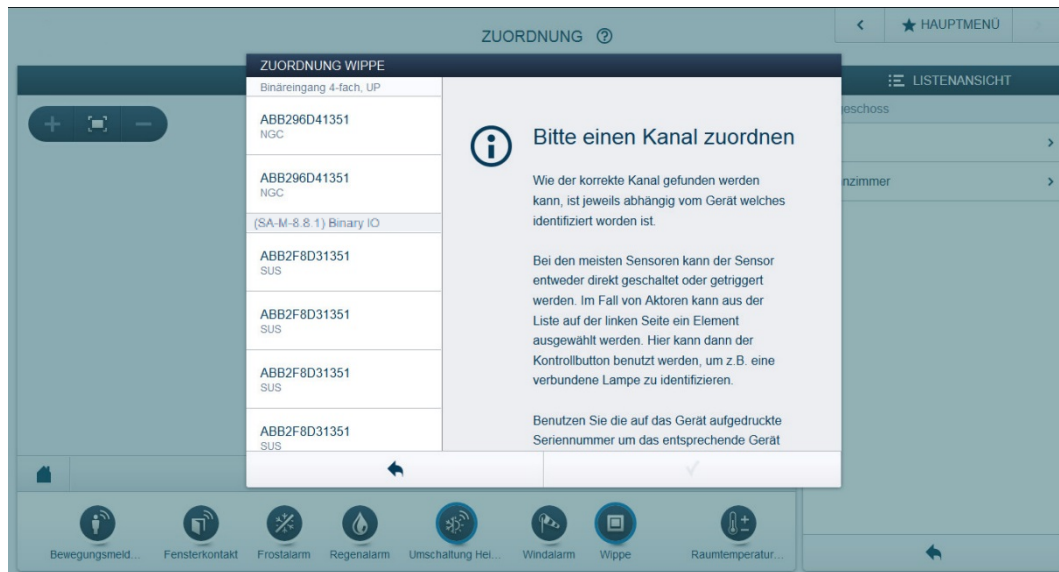 ZUORDNUNG ?
HAUPTMENÜ
ZUORDNUNG WIPPE
LISTENANSICHT
Binäreingang 4-fach, UP
ABB296D41351
NGC
ABB296D41351
NGC
(SA-M-8.8.1) Binary IO
ABB2F8D31351
SUS
ABB2F8D31351
SUS
ABB2F8D31351
SUS
ABB2F8D31351
SUS
Bitte einen Kanal zuordnen
Wie der korrekte Kanal gefunden werden
kann, ist jeweils abhängig vom Gerät welches
identifiziert worden ist.
Bei den meisten Sensoren kann der Sensor
entweder direkt geschaltet oder getriggert
werden. Im Fall von Aktoren kann aus der
Liste auf der linken Seite ein Element
ausgewählt werden. Hier kann dann der
Kontrollbutton benutzt werden, um z.B. eine
verbundene Lampe zu identifizieren.
Benutzen Sie die auf das Gerät aufgedruckte
Seriennummer um das entsprechende Gerät
geschoss
nzimmer
Bewegungsmeld...
Fensterkontakt
Frostalarm
Regenalarm
Umschaltung Hei...
Windalarm
Wippe
Raumtemperatur...